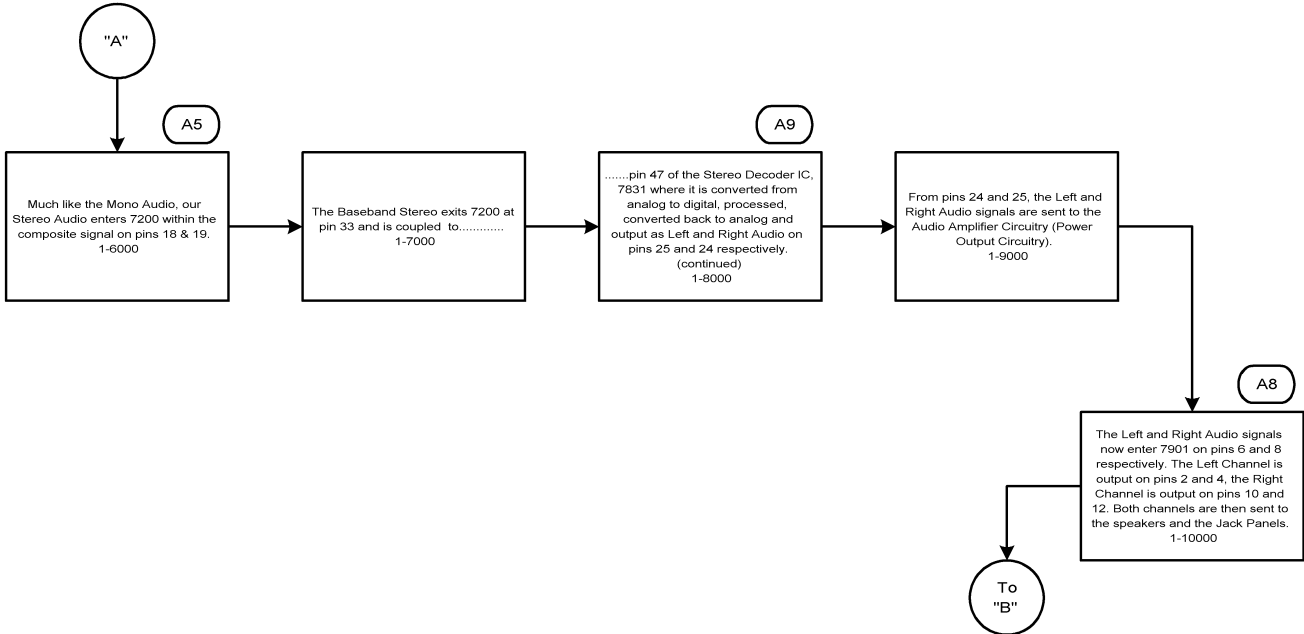 "A"
A5
Much like the Mono Audio, our
Stereo Audio enters 7200 within the
composite signal on pins 18 & 19.
1-6000
The Baseband Stereo exits 7200 at
pin 33 and is coupled to.............
1-7000
A9
.......pin 47 of the Stereo Decoder IC,
7831 where it is converted from
analog to digital, processed,
converted back to analog and
output as Left and Right Audio on
pins 25 and 24 respectively.
(continued)
1-8000
From pins 24 and 25, the Left and
Right Audio signals are sent to the
Audio Amplifier Circuitry (Power
Output Circuitry).
1-9000
A8
The Left and Right Audio signals
now enter 7901 on pins 6 and 8
respectively. The Left Channel is
output on pins 2 and 4, the Right
Channel is output on pins 10 and
12. Both channels are then sent to
the speakers and the Jack Panels.
1-10000
To
"B"